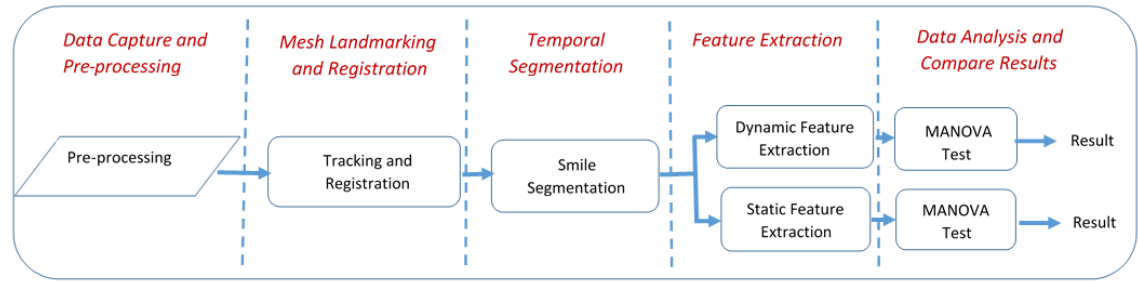 Data Capture and
Pre-processing
Mesh Landmarking
and Registration
Temporal
Segmentation
Feature Extraction
Data Analysis and
Compare Results
Pre-processing
Tracking and
Registration
Smile
Segmentation
Dynamic Feature
Extraction
MANOVA
Test
Result
Static Feature
Extraction
MANOVA
Test
Result